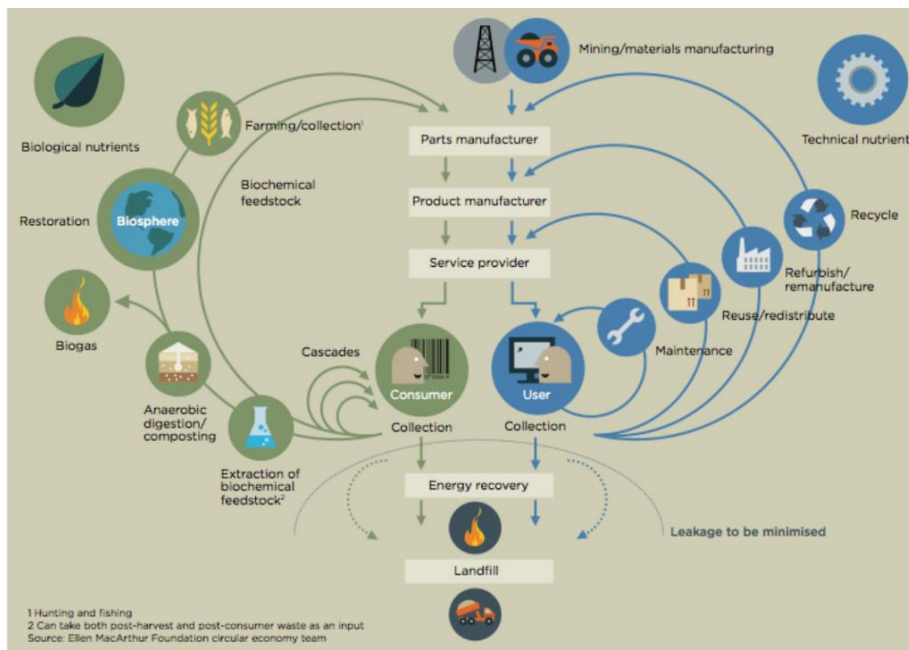 Mining/materials manufacturing
Biological nutrients
Farming/collection¹
Parts manufacturer
Technical nutrients
Biochemical
feedstock
Product manufacturer
Restoration
Biosphere
Recycle
Service provider
Refurbish/
remanufacture
Biogas
Reuse/redistribute
Cascades
Maintenance
Consumer
User
Anaerobic
digestion/
composting
Collection
Collection
Extraction of
biochemical
feedstock²
Energy recovery
Leakage to be minimised
Landfill
1 Hunting and fishing
2 Can take both post-harvest and post-consumer waste as an input
Source: Ellen MacArthur Foundation circular economy team